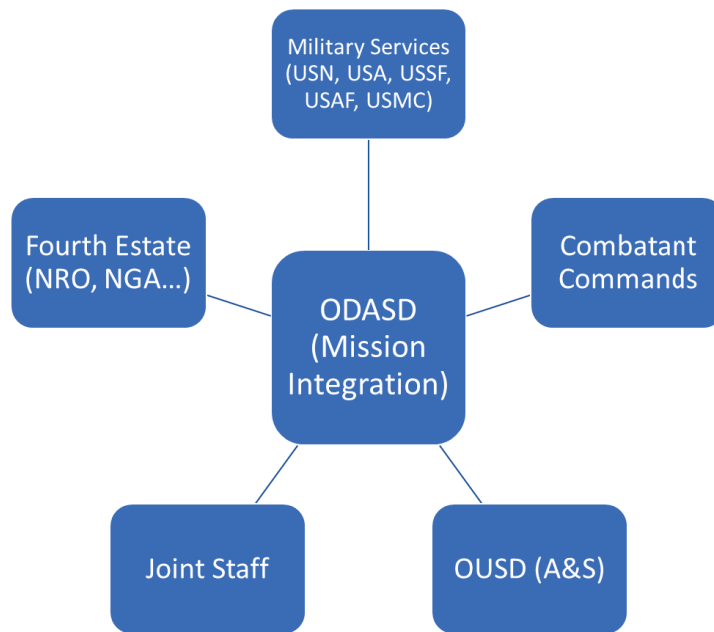 Military Services
(USN, USA, USSF,
USAF, USMC)
Fourth Estate
(NRO, NGA...)
Combatant
Commands
ODASD
(Mission
Integration)
Joint Staff
OUSD (A&S)